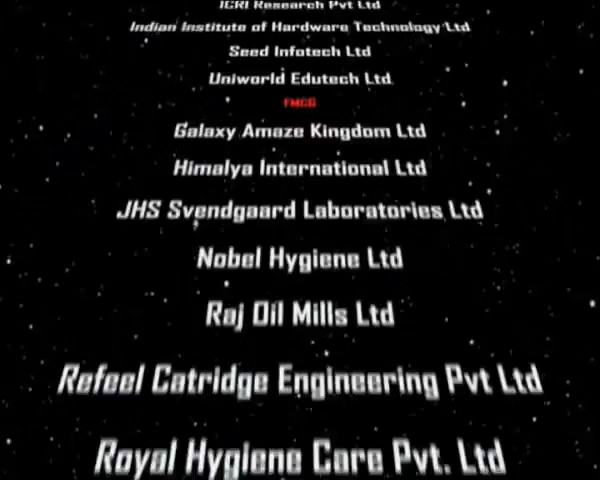 ICRI Research Pvt Ltd
Indian Institute of Hardware Technology Ltd
Seed Infotech Ltd
Uniworld Edutech Ltd
FMCG
Galaxy Amaze Kingdom Ltd
Himalya International Ltd
JHS Svendgaard Laboratories Ltd
Nobel Hygiene Ltd
Raj Oil Mills Ltd
Refeel Catridge Engineering Pvt Ltd
Royal Hygiene Care Pvt. Ltd